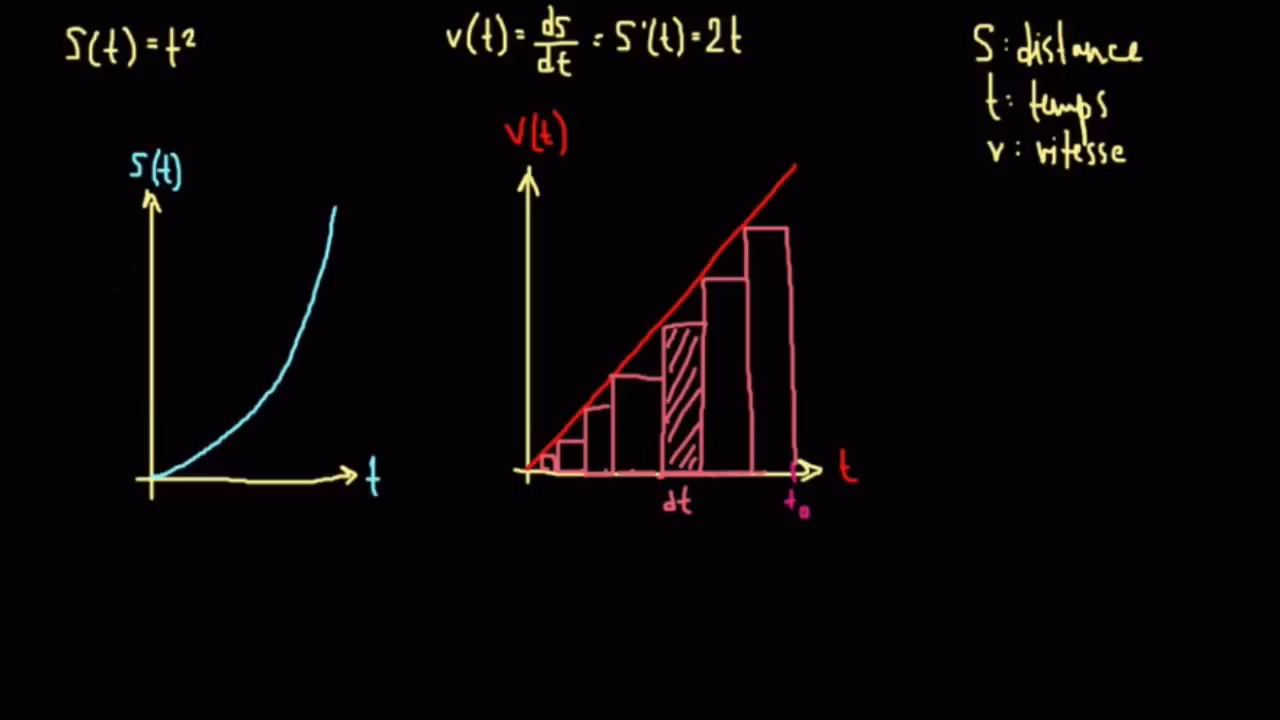 S(t) = t²
v(t) = ds/dt = S'(t) = 2t
S : distance
t : temps
v : vitesse
S(t)
t
V(t)
t
dt
t₀